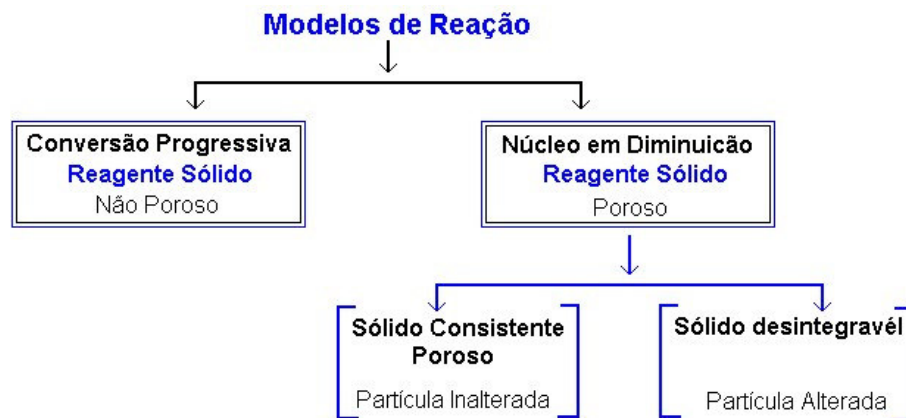 Modelos de Reação
Conversão Progressiva
Reagente Sólido
Não Poroso
Núcleo em Diminuicão
Reagente Sólido
Poroso
Sólido Consistente
Poroso
Partícula Inalterada
Sólido desintegravél
Partícula Alterada